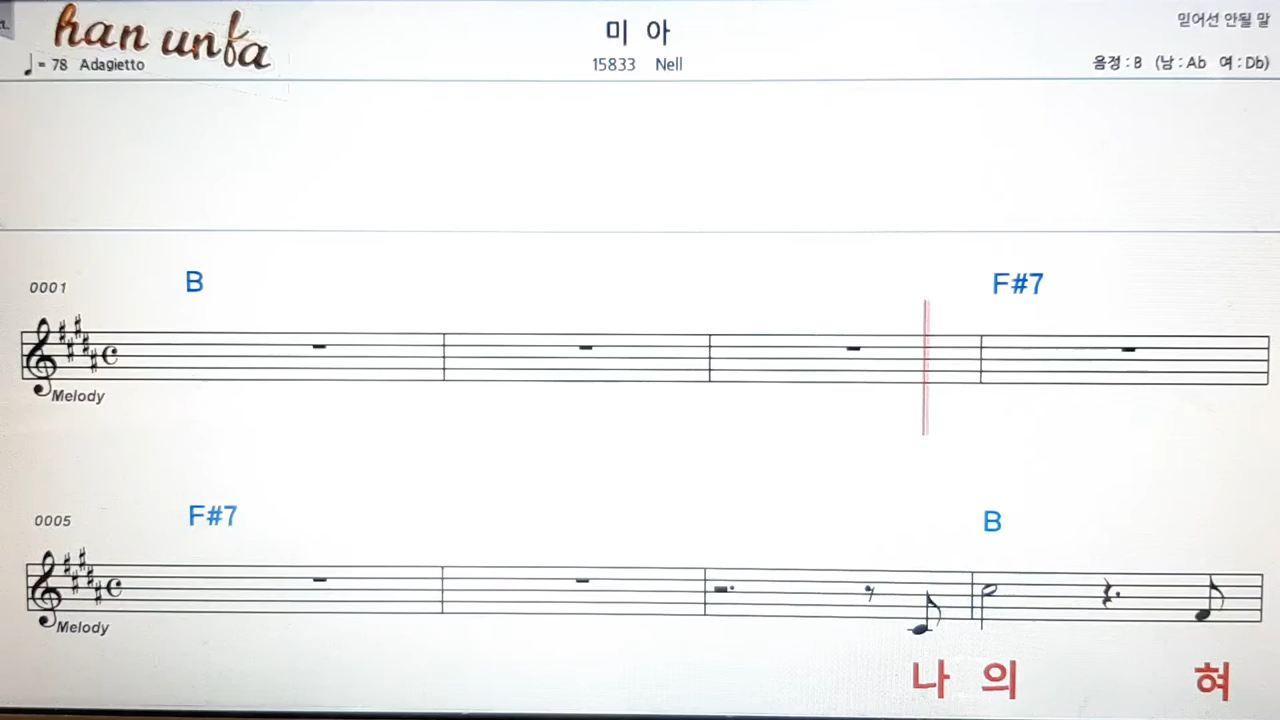 han unfa
♩ = 78 Adagietto
미 아
15833 Nell
믿어선 안될 말
음정 : B (남 : Ab 여 : Db)
0001 B F#7
Melody
0005 F#7 B
Melody
나 의 혀